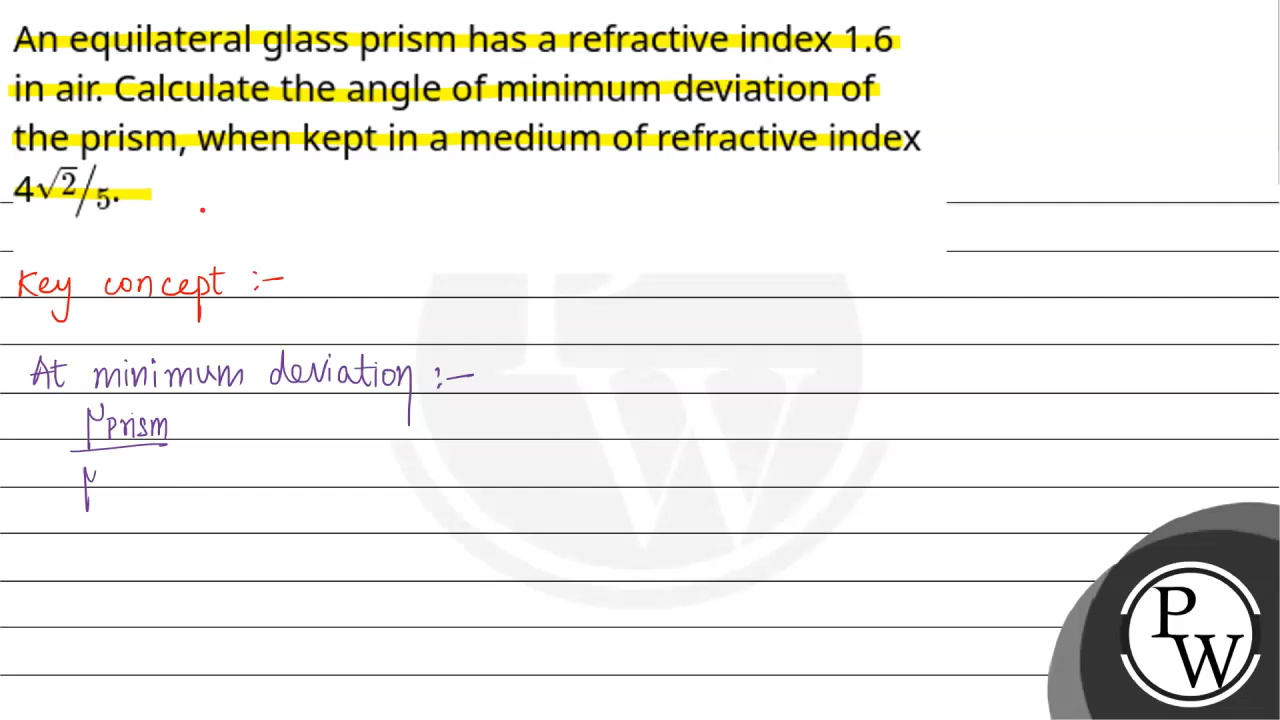 An equilateral glass prism has a refractive index 1.6
in air. Calculate the angle of minimum deviation of
the prism, when kept in a medium of refractive index
4√2/5.
Key concept :-
At minimum deviation :-
μprism
μ
PW